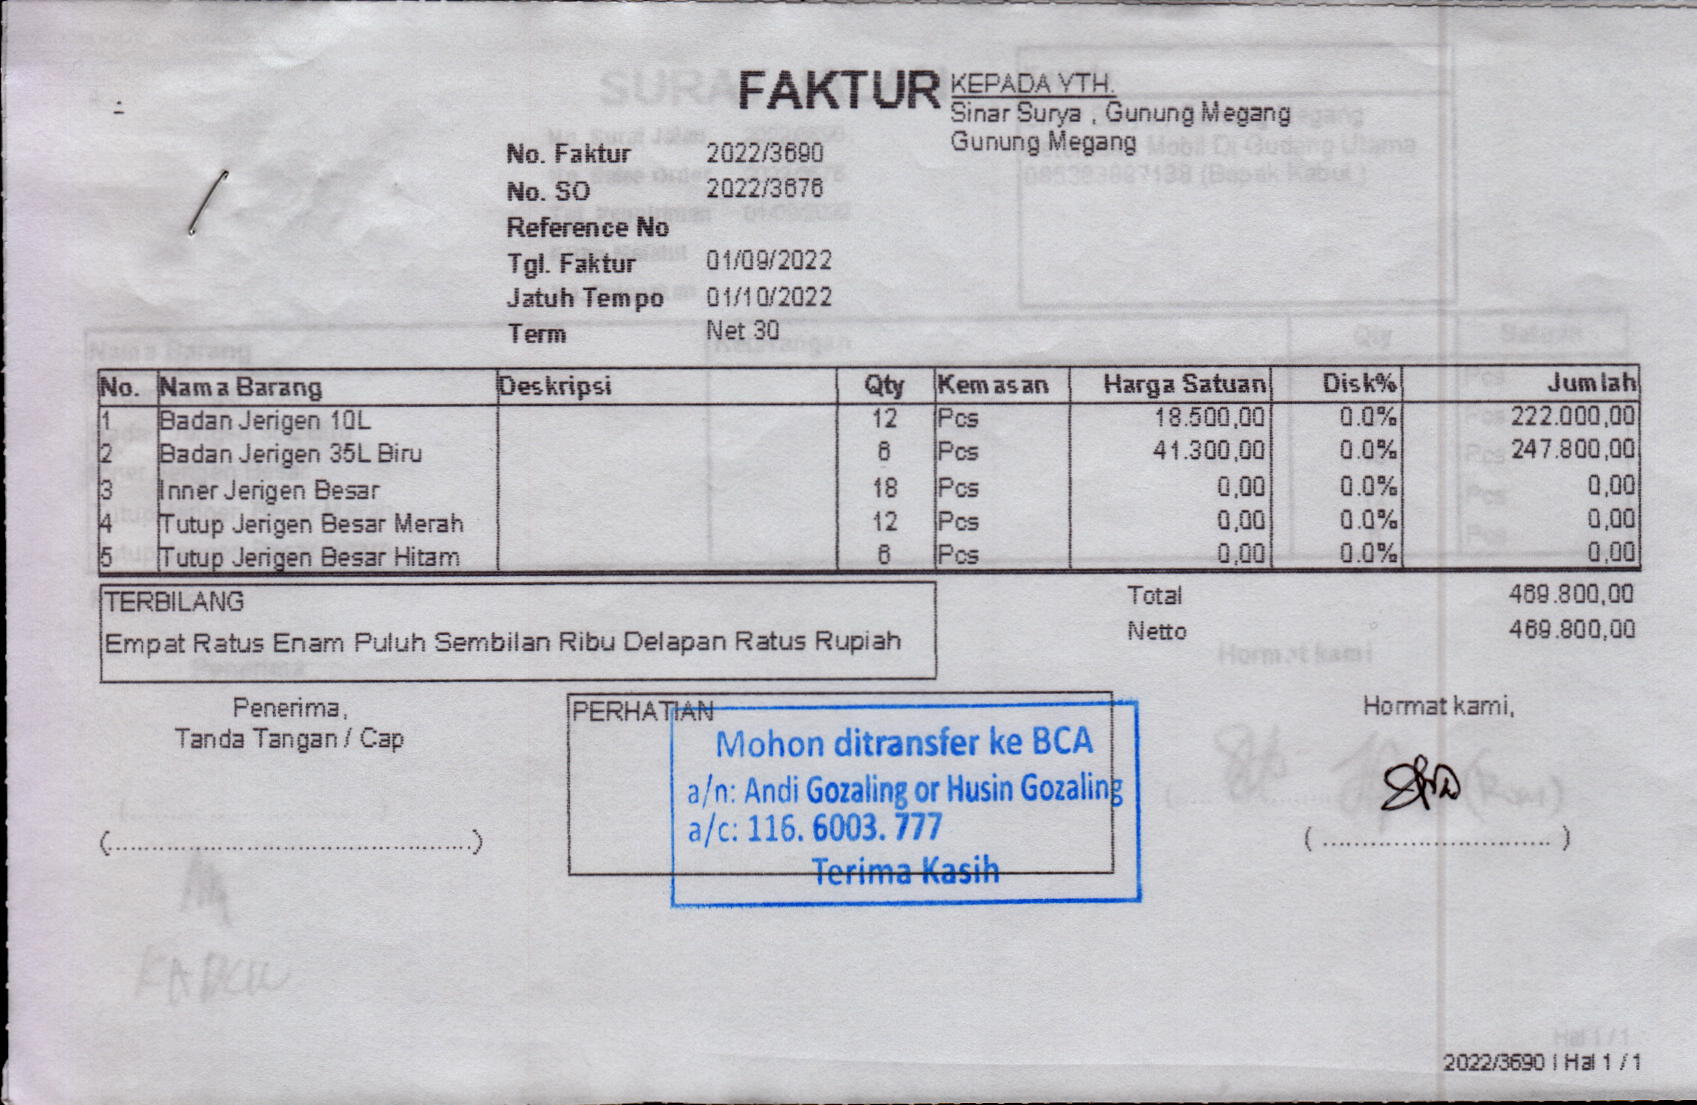 FAKTUR
KEPADA YTH.
Sinar Surya , Gunung Megang
Gunung Megang
No. Faktur 2022/3690
No. SO 2022/3676
Reference No
Tgl. Faktur 01/09/2022
Jatuh Tempo 01/10/2022
Term Net 30
No. Nama Barang Deskripsi Qty Kemasan Harga Satuan Disk% Jumlah
1 Badan Jerigen 10L 12 Pcs 18.500,00 0.0% 222.000,00
2 Badan Jerigen 35L Biru 6 Pcs 41.300,00 0.0% 247.800,00
3 Inner Jerigen Besar 18 Pcs 0,00 0.0% 0,00
4 Tutup Jerigen Besar Merah 12 Pcs 0,00 0.0% 0,00
5 Tutup Jerigen Besar Hitam 6 Pcs 0,00 0.0% 0,00
TERBILANG
Empat Ratus Enam Puluh Sembilan Ribu Delapan Ratus Rupiah
Total 469.800,00
Netto 469.800,00
Penerima,
Tanda Tangan / Cap
(................................................)
PERHATIAN
Mohon ditransfer ke BCA
a/n: Andi Gozaling or Husin Gozaling
a/c: 116. 6003. 777
Terima Kasih
Hormat kami,
( ............................. )
2022/3690 | Hal 1 / 1